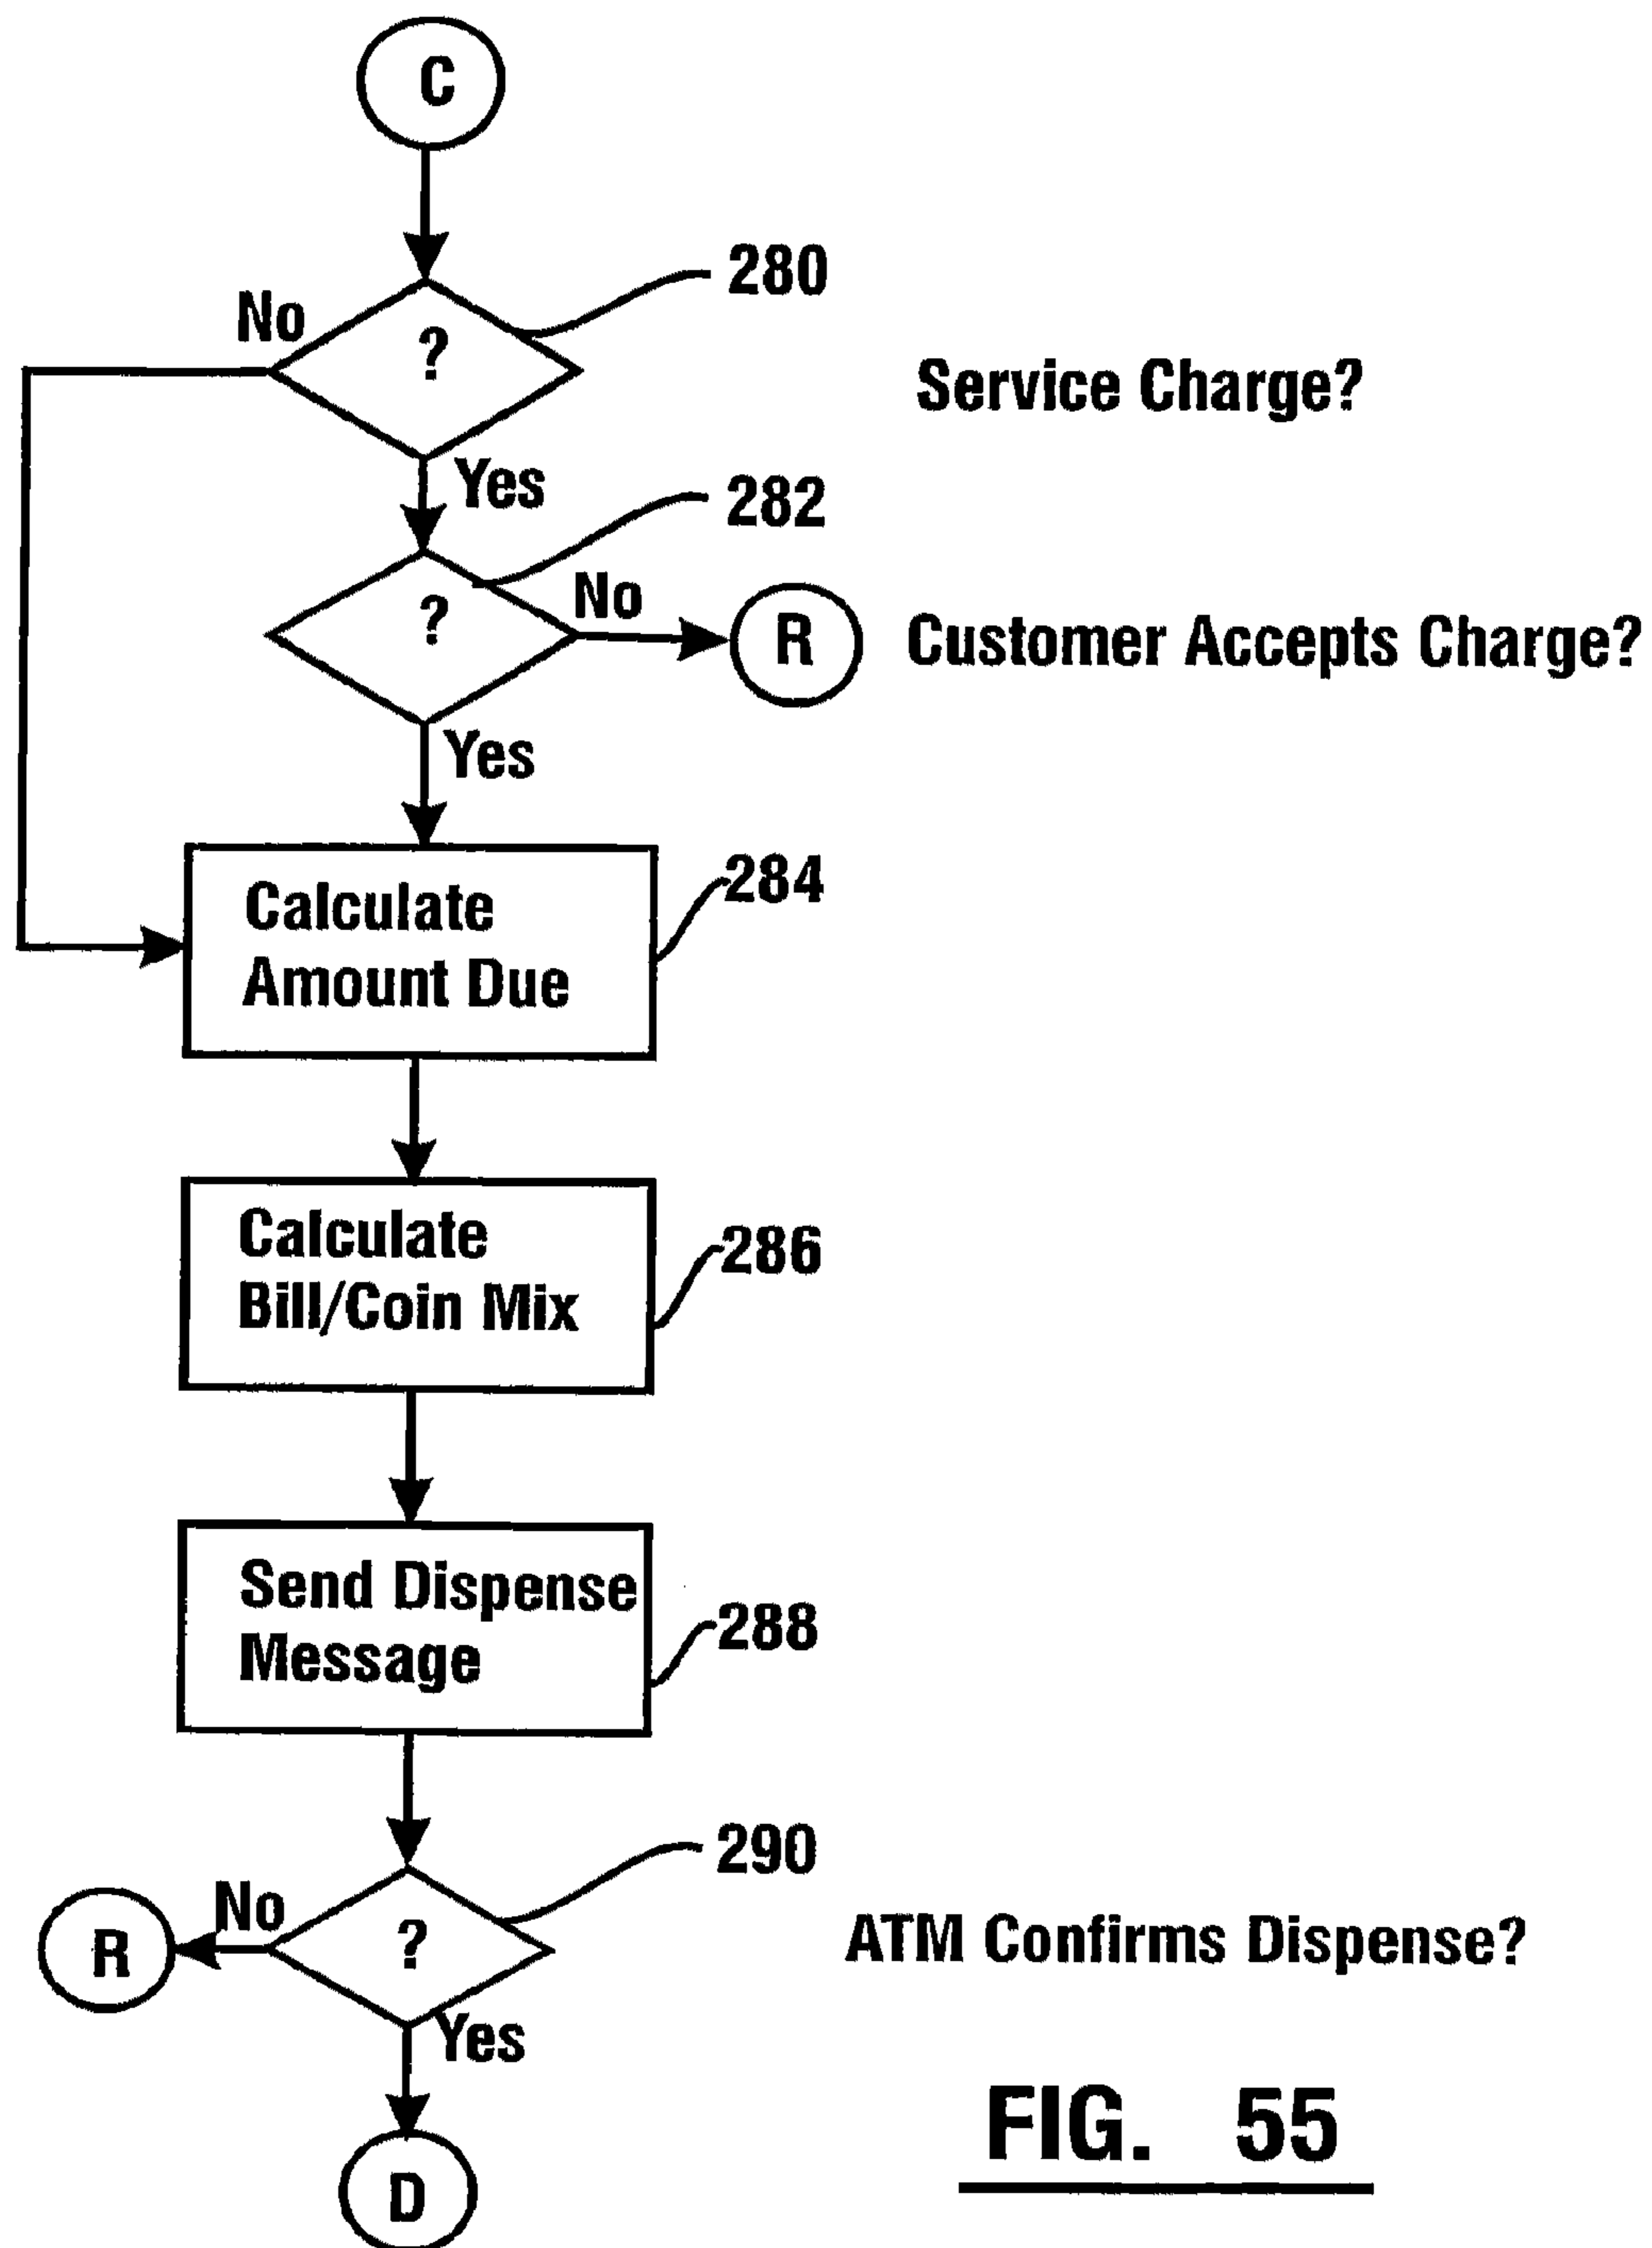 C
280
No
?
Service Charge?
Yes
282
?
No
R
Customer Accepts Charge?
Yes
284
Calculate
Amount Due
286
Calculate
Bill/Coin Mix
288
Send Dispense
Message
290
No
R
?
ATM Confirms Dispense?
Yes
D
FIG. 55